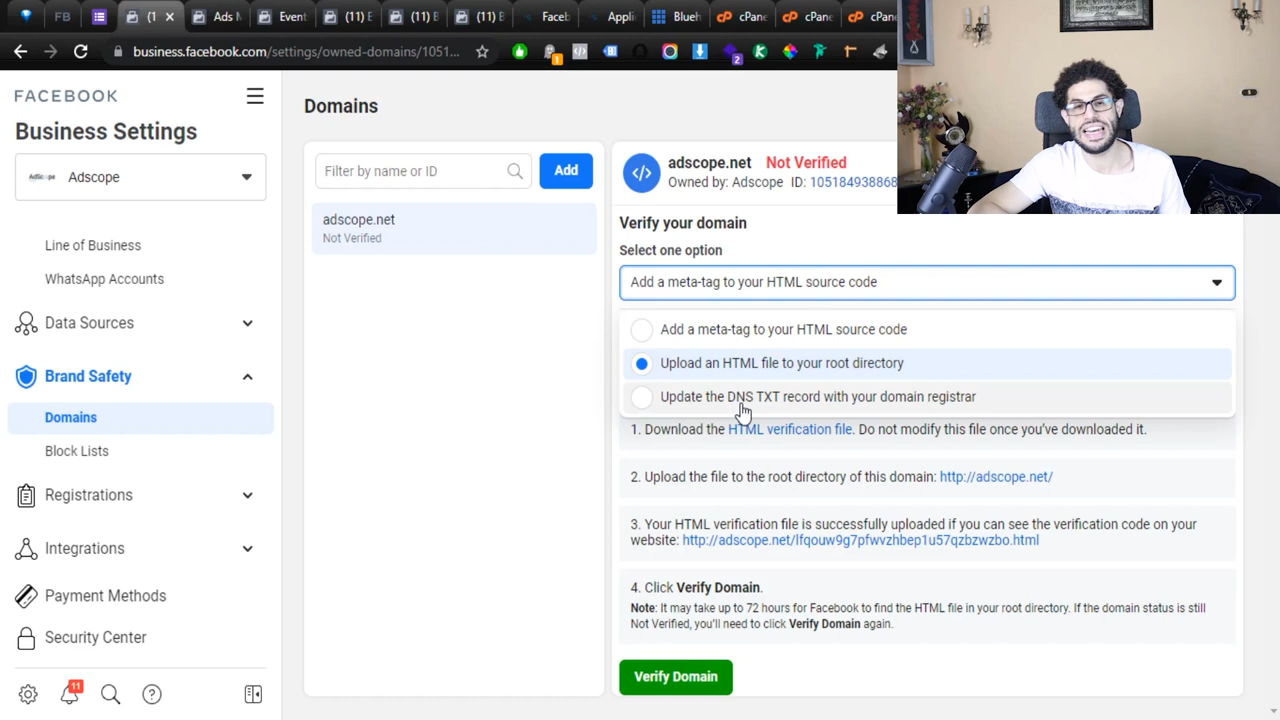 FB
(1
Ads M
Event
(11) E
(11) B
(11) B
Faceb
Appli
Blueh
cPane
cPane
cPane
business.facebook.com/settings/owned-domains/1051...
1
2
FACEBOOK
Business Settings
Adscope
Line of Business
WhatsApp Accounts
Data Sources
Brand Safety
Domains
Block Lists
Registrations
Integrations
Payment Methods
Security Center
11
Domains
Filter by name or ID
Add
adscope.net
Not Verified
adscope.net Not Verified
Owned by: Adscope ID: 105184938868
Verify your domain
Select one option
Add a meta-tag to your HTML source code
Add a meta-tag to your HTML source code
Upload an HTML file to your root directory
Update the DNS TXT record with your domain registrar
1. Download the HTML verification file. Do not modify this file once you've downloaded it.
2. Upload the file to the root directory of this domain: http://adscope.net/
3. Your HTML verification file is successfully uploaded if you can see the verification code on your
website: http://adscope.net/lfqouw9g7pfwvzhbep1u57qzbzwzbo.html
4. Click Verify Domain.
Note: It may take up to 72 hours for Facebook to find the HTML file in your root directory. If the domain status is still
Not Verified, you'll need to click Verify Domain again.
Verify Domain